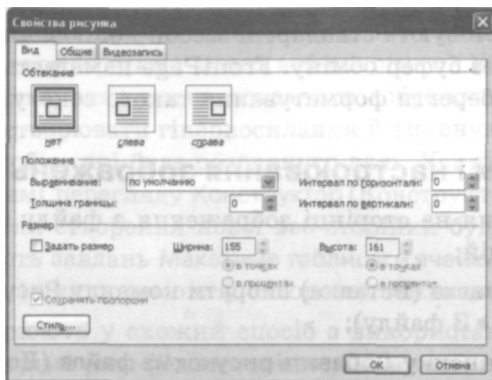 Свойства рисунка
Вид Общие Видеозапись
Обтекание
нет слева справа
Положение
Выравнивание: по умолчанию Интервал по горизонтали: 0
Толщина границы: 0 Интервал по вертикали: 0
Размер
Задать размер Ширина: 155 Высота: 161
в точках в точках
в процентах в процентах
Сохранять пропорции
Стиль...
ОК Отмена